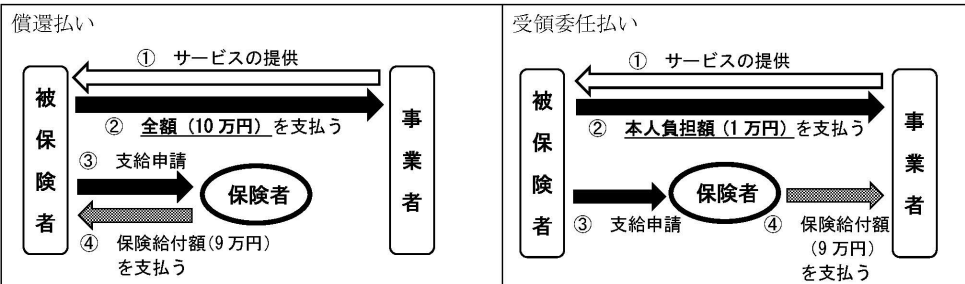 償還払い
① サービスの提供
被保険者
事業者
② 全額(10 万円)を支払う
③ 支給申請
保険者
④ 保険給付額(9 万円)
を支払う
受領委任払い
① サービスの提供
被保険者
事業者
② 本人負担額(1 万円)を支払う
保険者
③ 支給申請
④ 保険給付額
(9 万円)
を支払う